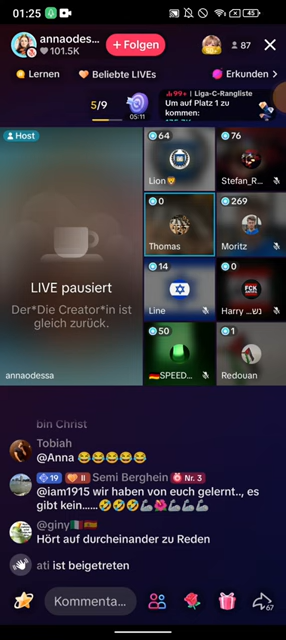 01:25
45
annaodes...
101.5K
+ Folgen
87
Lernen
Beliebte LIVEs
Erkunden
5/9
05:11
99+ Liga-C-Rangliste
Um auf Platz 1 zu
kommen:
Host
LIVE pausiert
Der*Die Creator*in ist
gleich zurück.
annaodessa
64
Lion🦁
76
Stefan_R...
0
Thomas
269
Moritz
14
Line
0
FCK
Harry ...נש
50
🇩🇪SPEED...
1
Redouan
bin Christ
Tobiah
@Anna 😂😂😂😂😂
19 II Semi Berghein Nr. 3
@iam1915 wir haben von euch gelernt.., es
gibt kein......🤣🤣🤣💪🌺💪💪💪
@giny🇮🇹🇪🇸
Hört auf durcheinander zu Reden
ati ist beigetreten
Kommenta...
67